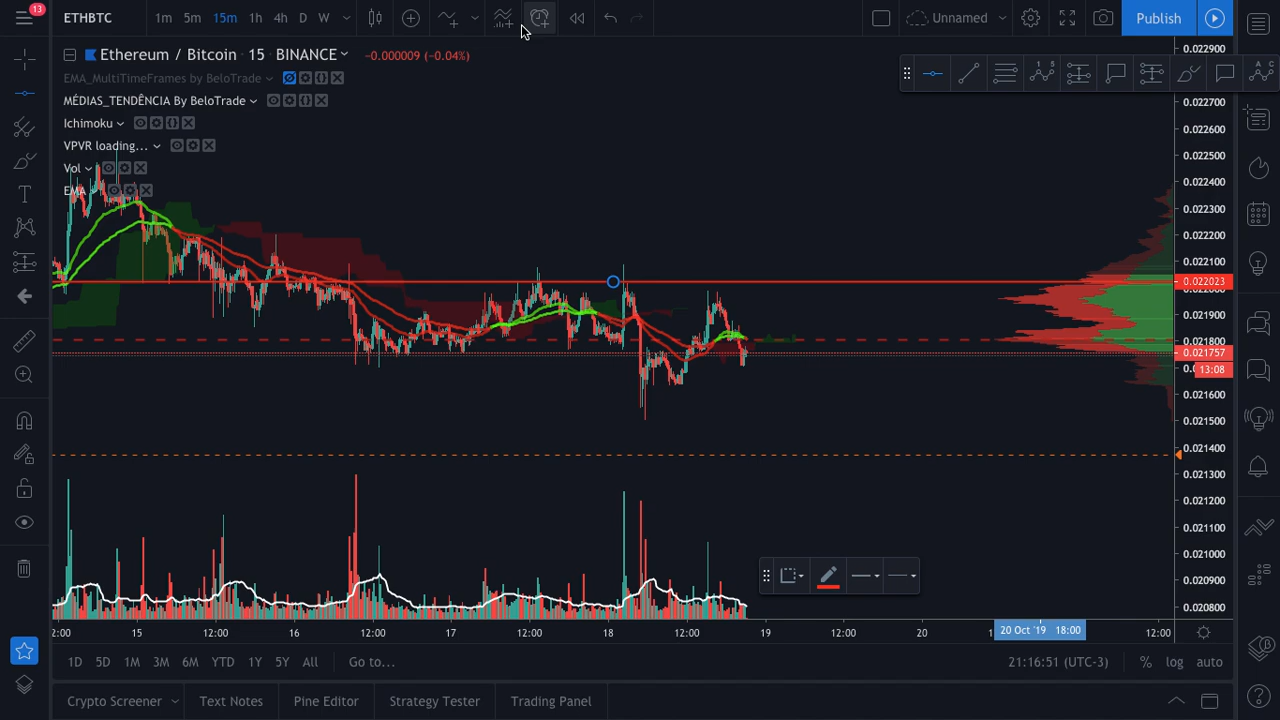 13
ETHBTC 1m 5m 15m 1h 4h D W Unnamed Publish
Ethereum / Bitcoin · 15 · BINANCE -0.000009 (-0.04%)
EMA_MultiTimeFrames by BeloTrade
MÉDIAS_TENDÊNCIA By BeloTrade
Ichimoku
VPVR loading...
Vol
EMA
0.022900
0.022700
0.022600
0.022500
0.022400
0.022300
0.022200
0.022100
0.022023
0.021900
0.021800
0.021757
13:08
0.021600
0.021500
0.021400
0.021300
0.021200
0.021100
0.021000
0.020900
0.020800
2:00 15 12:00 16 12:00 17 12:00 18 12:00 19 12:00 20 20 Oct '19 18:00 12:00
1D 5D 1M 3M 6M YTD 1Y 5Y All Go to... 21:16:51 (UTC-3) % log auto
Crypto Screener Text Notes Pine Editor Strategy Tester Trading Panel